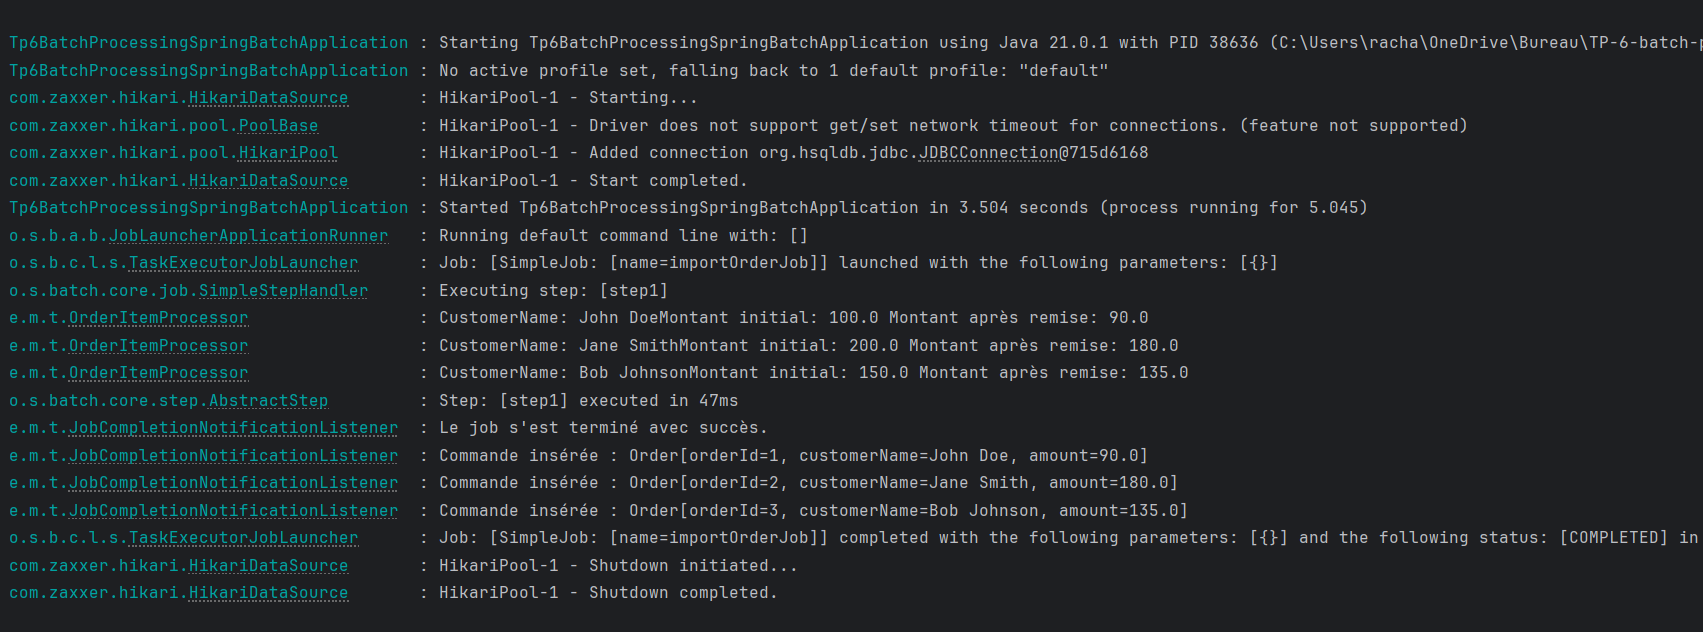 Tp6BatchProcessingSpringBatchApplication : Starting Tp6BatchProcessingSpringBatchApplication using Java 21.0.1 with PID 38636 (C:\Users\racha\OneDrive\Bureau\TP-6-batch-p
Tp6BatchProcessingSpringBatchApplication : No active profile set, falling back to 1 default profile: "default"
com.zaxxer.hikari.HikariDataSource : HikariPool-1 - Starting...
com.zaxxer.hikari.pool.PoolBase : HikariPool-1 - Driver does not support get/set network timeout for connections. (feature not supported)
com.zaxxer.hikari.pool.HikariPool : HikariPool-1 - Added connection org.hsqldb.jdbc.JDBCConnection@715d6168
com.zaxxer.hikari.HikariDataSource : HikariPool-1 - Start completed.
Tp6BatchProcessingSpringBatchApplication : Started Tp6BatchProcessingSpringBatchApplication in 3.504 seconds (process running for 5.045)
o.s.b.a.b.JobLauncherApplicationRunner : Running default command line with: []
o.s.b.c.l.s.TaskExecutorJobLauncher : Job: [SimpleJob: [name=importOrderJob]] launched with the following parameters: [{}]
o.s.batch.core.job.SimpleStepHandler : Executing step: [step1]
e.m.t.OrderItemProcessor : CustomerName: John DoeMontant initial: 100.0 Montant après remise: 90.0
e.m.t.OrderItemProcessor : CustomerName: Jane SmithMontant initial: 200.0 Montant après remise: 180.0
e.m.t.OrderItemProcessor : CustomerName: Bob JohnsonMontant initial: 150.0 Montant après remise: 135.0
o.s.batch.core.step.AbstractStep : Step: [step1] executed in 47ms
e.m.t.JobCompletionNotificationListener : Le job s'est terminé avec succès.
e.m.t.JobCompletionNotificationListener : Commande insérée : Order[orderId=1, customerName=John Doe, amount=90.0]
e.m.t.JobCompletionNotificationListener : Commande insérée : Order[orderId=2, customerName=Jane Smith, amount=180.0]
e.m.t.JobCompletionNotificationListener : Commande insérée : Order[orderId=3, customerName=Bob Johnson, amount=135.0]
o.s.b.c.l.s.TaskExecutorJobLauncher : Job: [SimpleJob: [name=importOrderJob]] completed with the following parameters: [{}] and the following status: [COMPLETED] in
com.zaxxer.hikari.HikariDataSource : HikariPool-1 - Shutdown initiated...
com.zaxxer.hikari.HikariDataSource : HikariPool-1 - Shutdown completed.